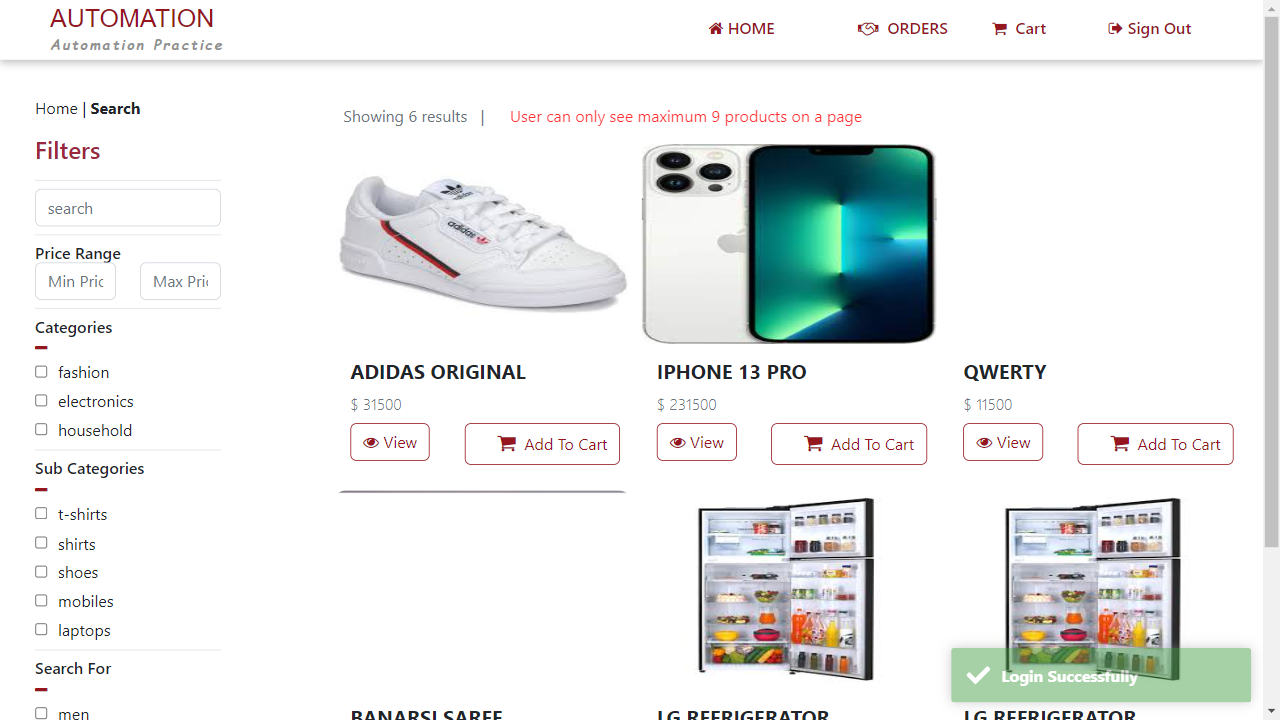 AUTOMATION
Automation Practice
HOME
ORDERS
Cart
Sign Out
Home | Search
Filters
search
Price Range
Min Pric
Max Pric
Categories
fashion
electronics
household
Sub Categories
t-shirts
shirts
shoes
mobiles
laptops
Search For
men
Showing 6 results |
User can only see maximum 9 products on a page
adidas
adidas
ADIDAS ORIGINAL
$ 31500
View
Add To Cart
IPHONE 13 PRO
$ 231500
View
Add To Cart
QWERTY
$ 11500
View
Add To Cart
BANARSI SAREE
LG REFRIGERATOR
LG REFRIGERATOR
Login Successfully